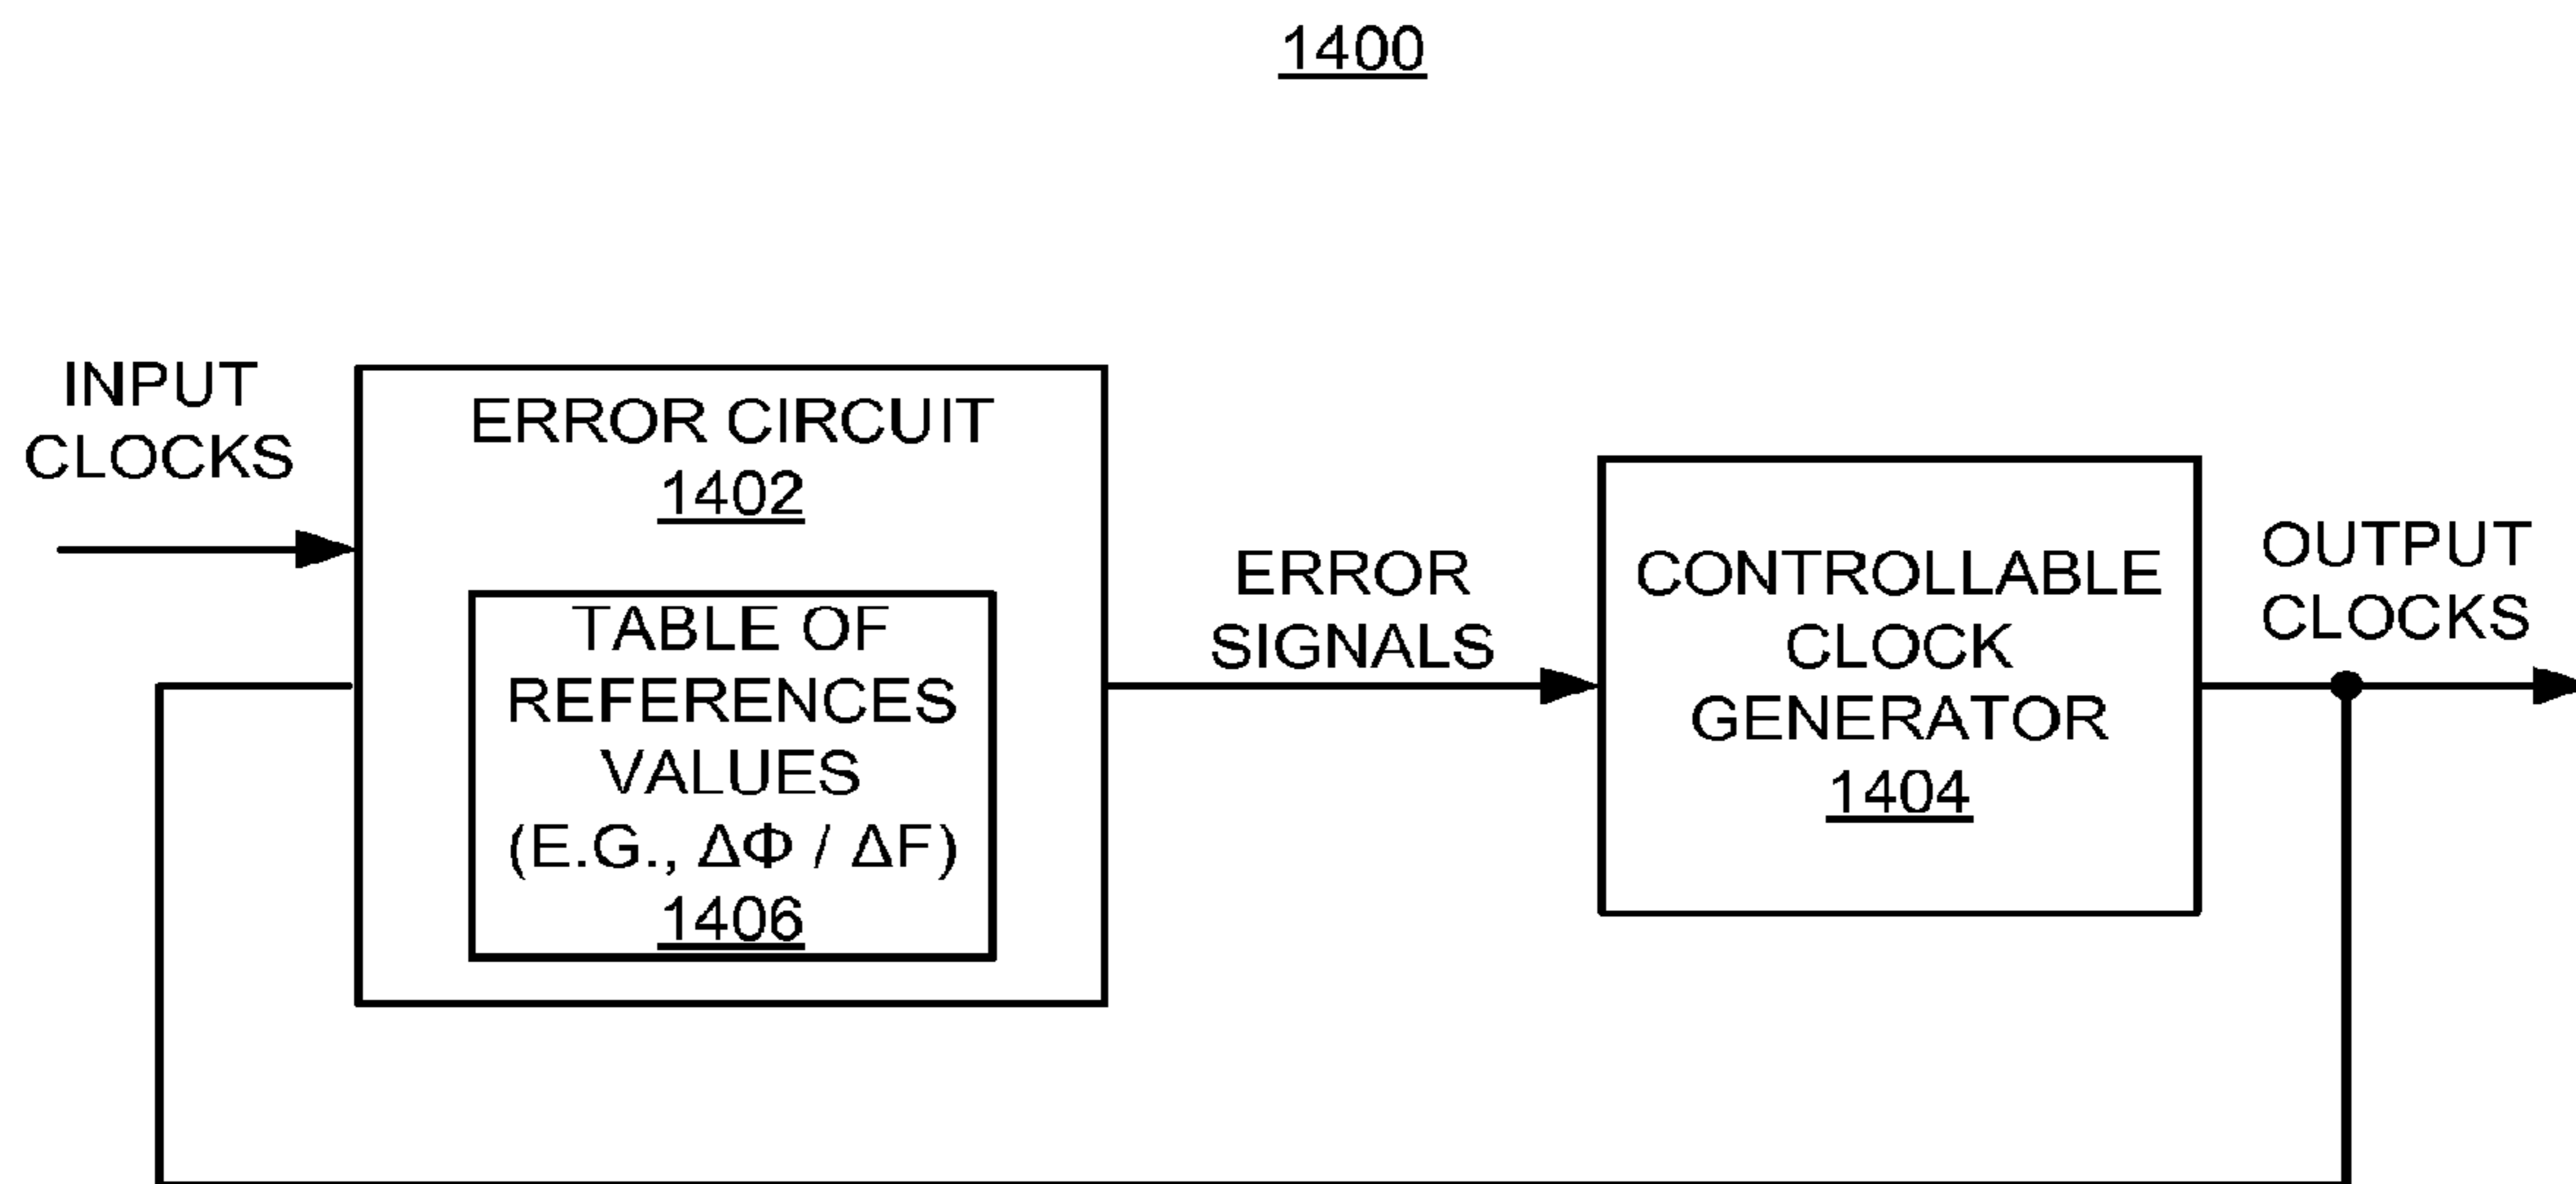 1400
INPUT
CLOCKS
ERROR CIRCUIT
1402
TABLE OF
REFERENCES
VALUES
(E.G., ΔΦ / ΔF)
1406
ERROR
SIGNALS
CONTROLLABLE
CLOCK
GENERATOR
1404
OUTPUT
CLOCKS